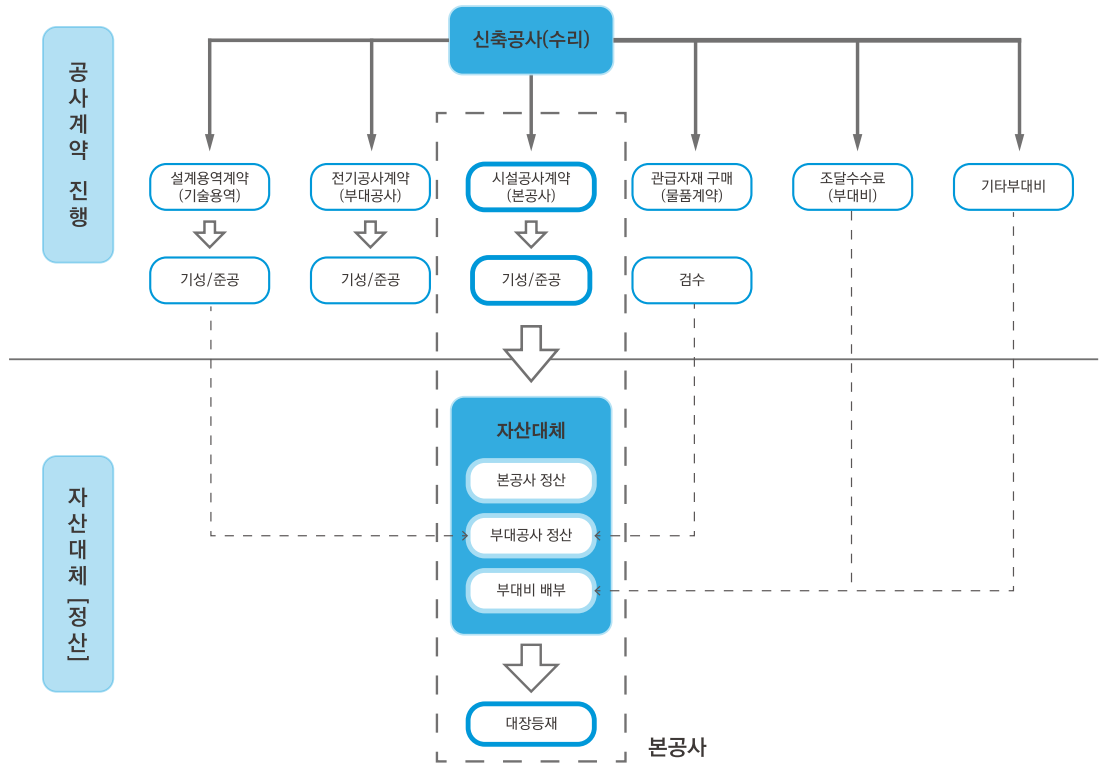 신축공사(수리)
공사계약 진행
설계용역계약
(기술용역)
전기공사계약
(부대공사)
시설공사계약
(본공사)
관급자재 구매
(물품계약)
조달수수료
(부대비)
기타부대비
기성/준공
기성/준공
기성/준공
검수
자산대체 [정산]
자산대체
본공사 정산
부대공사 정산
부대비 배부
대장등재
본공사